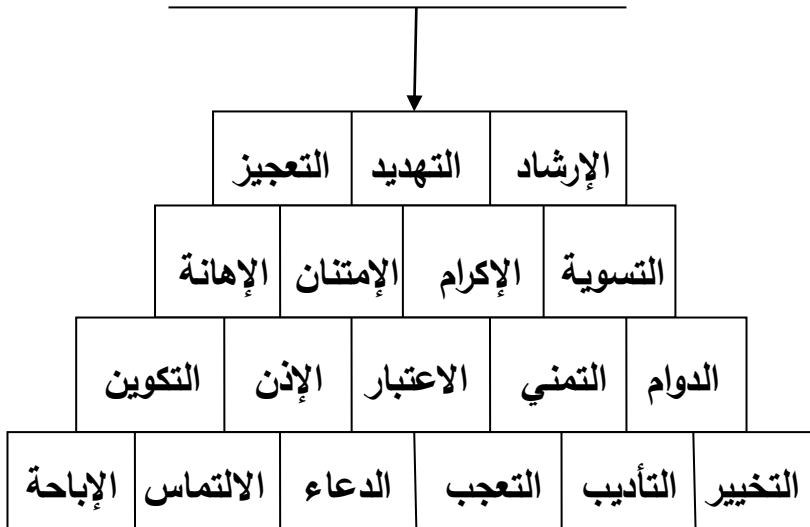 الإرشاد التهديد التعجيز
التسوية الإكرام الإمتنان الإهانة
الدوام التمني الاعتبار الإذن التكوين
التخيير التأديب التعجب الدعاء الالتماس الإباحة